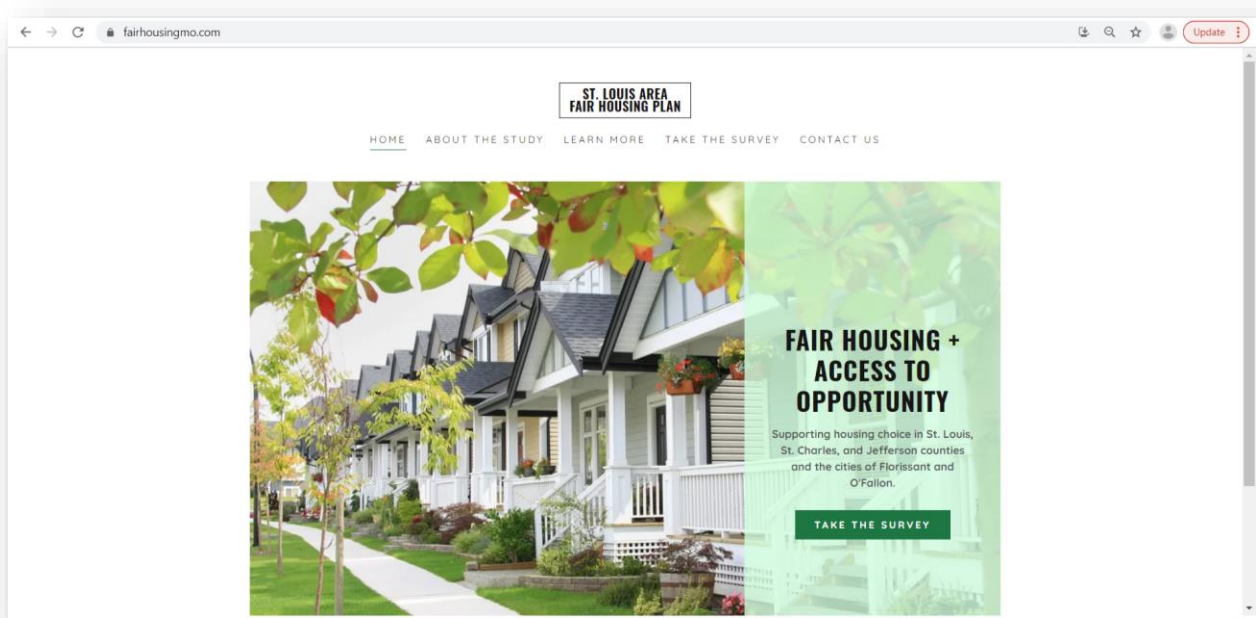 fairhousingmo.com
Update
ST. LOUIS AREA
FAIR HOUSING PLAN
HOME ABOUT THE STUDY LEARN MORE TAKE THE SURVEY CONTACT US
FAIR HOUSING +
ACCESS TO
OPPORTUNITY
Supporting housing choice in St. Louis,
St. Charles, and Jefferson counties
and the cities of Florissant and
O'Fallon.
TAKE THE SURVEY